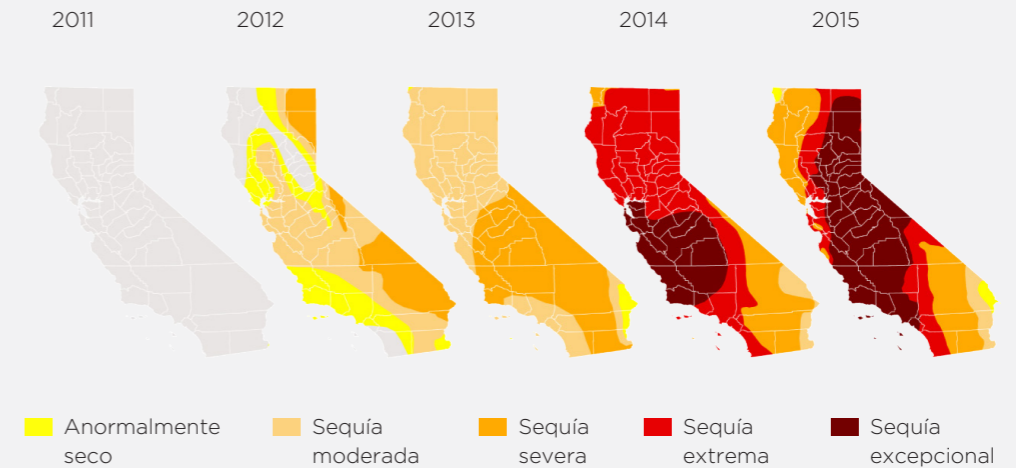 2011 2012 2013 2014 2015
Anormalmente seco
Sequía moderada
Sequía severa
Sequía extrema
Sequía excepcional